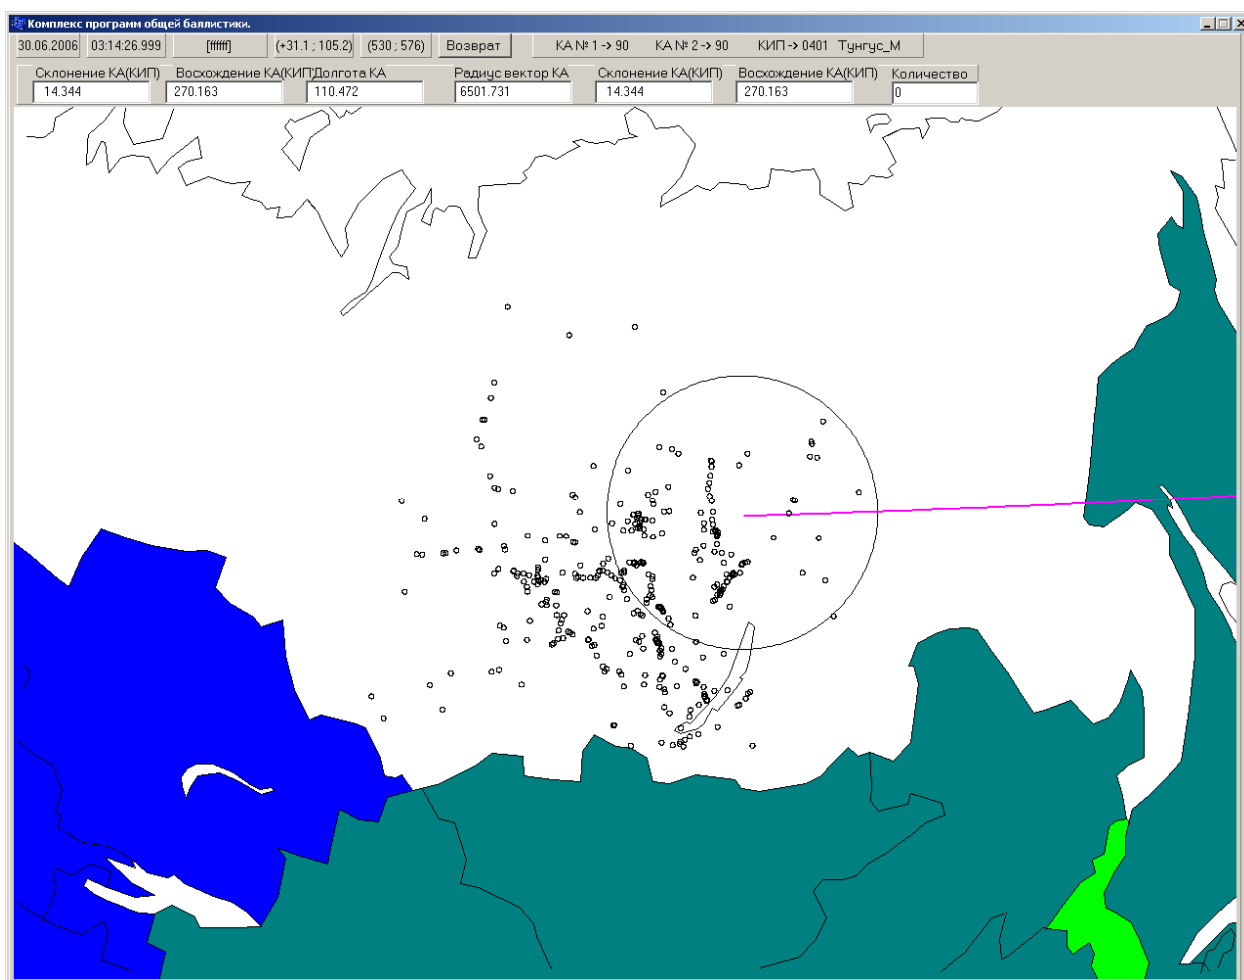 Комплекс программ общей баллистики.
30.06.2006 03:14:26.999 [ffffff] (+31.1 ; 105.2) (530 ; 576) Возврат КА № 1 -> 90 КА № 2 -> 90 КИП -> 0401 Тунгус_М
Склонение КА(КИП) Восхождение КА(КИП) Долгота КА Радиус вектор КА Склонение КА(КИП) Восхождение КА(КИП) Количество
14.344 270.163 110.472 6501.731 14.344 270.163 0